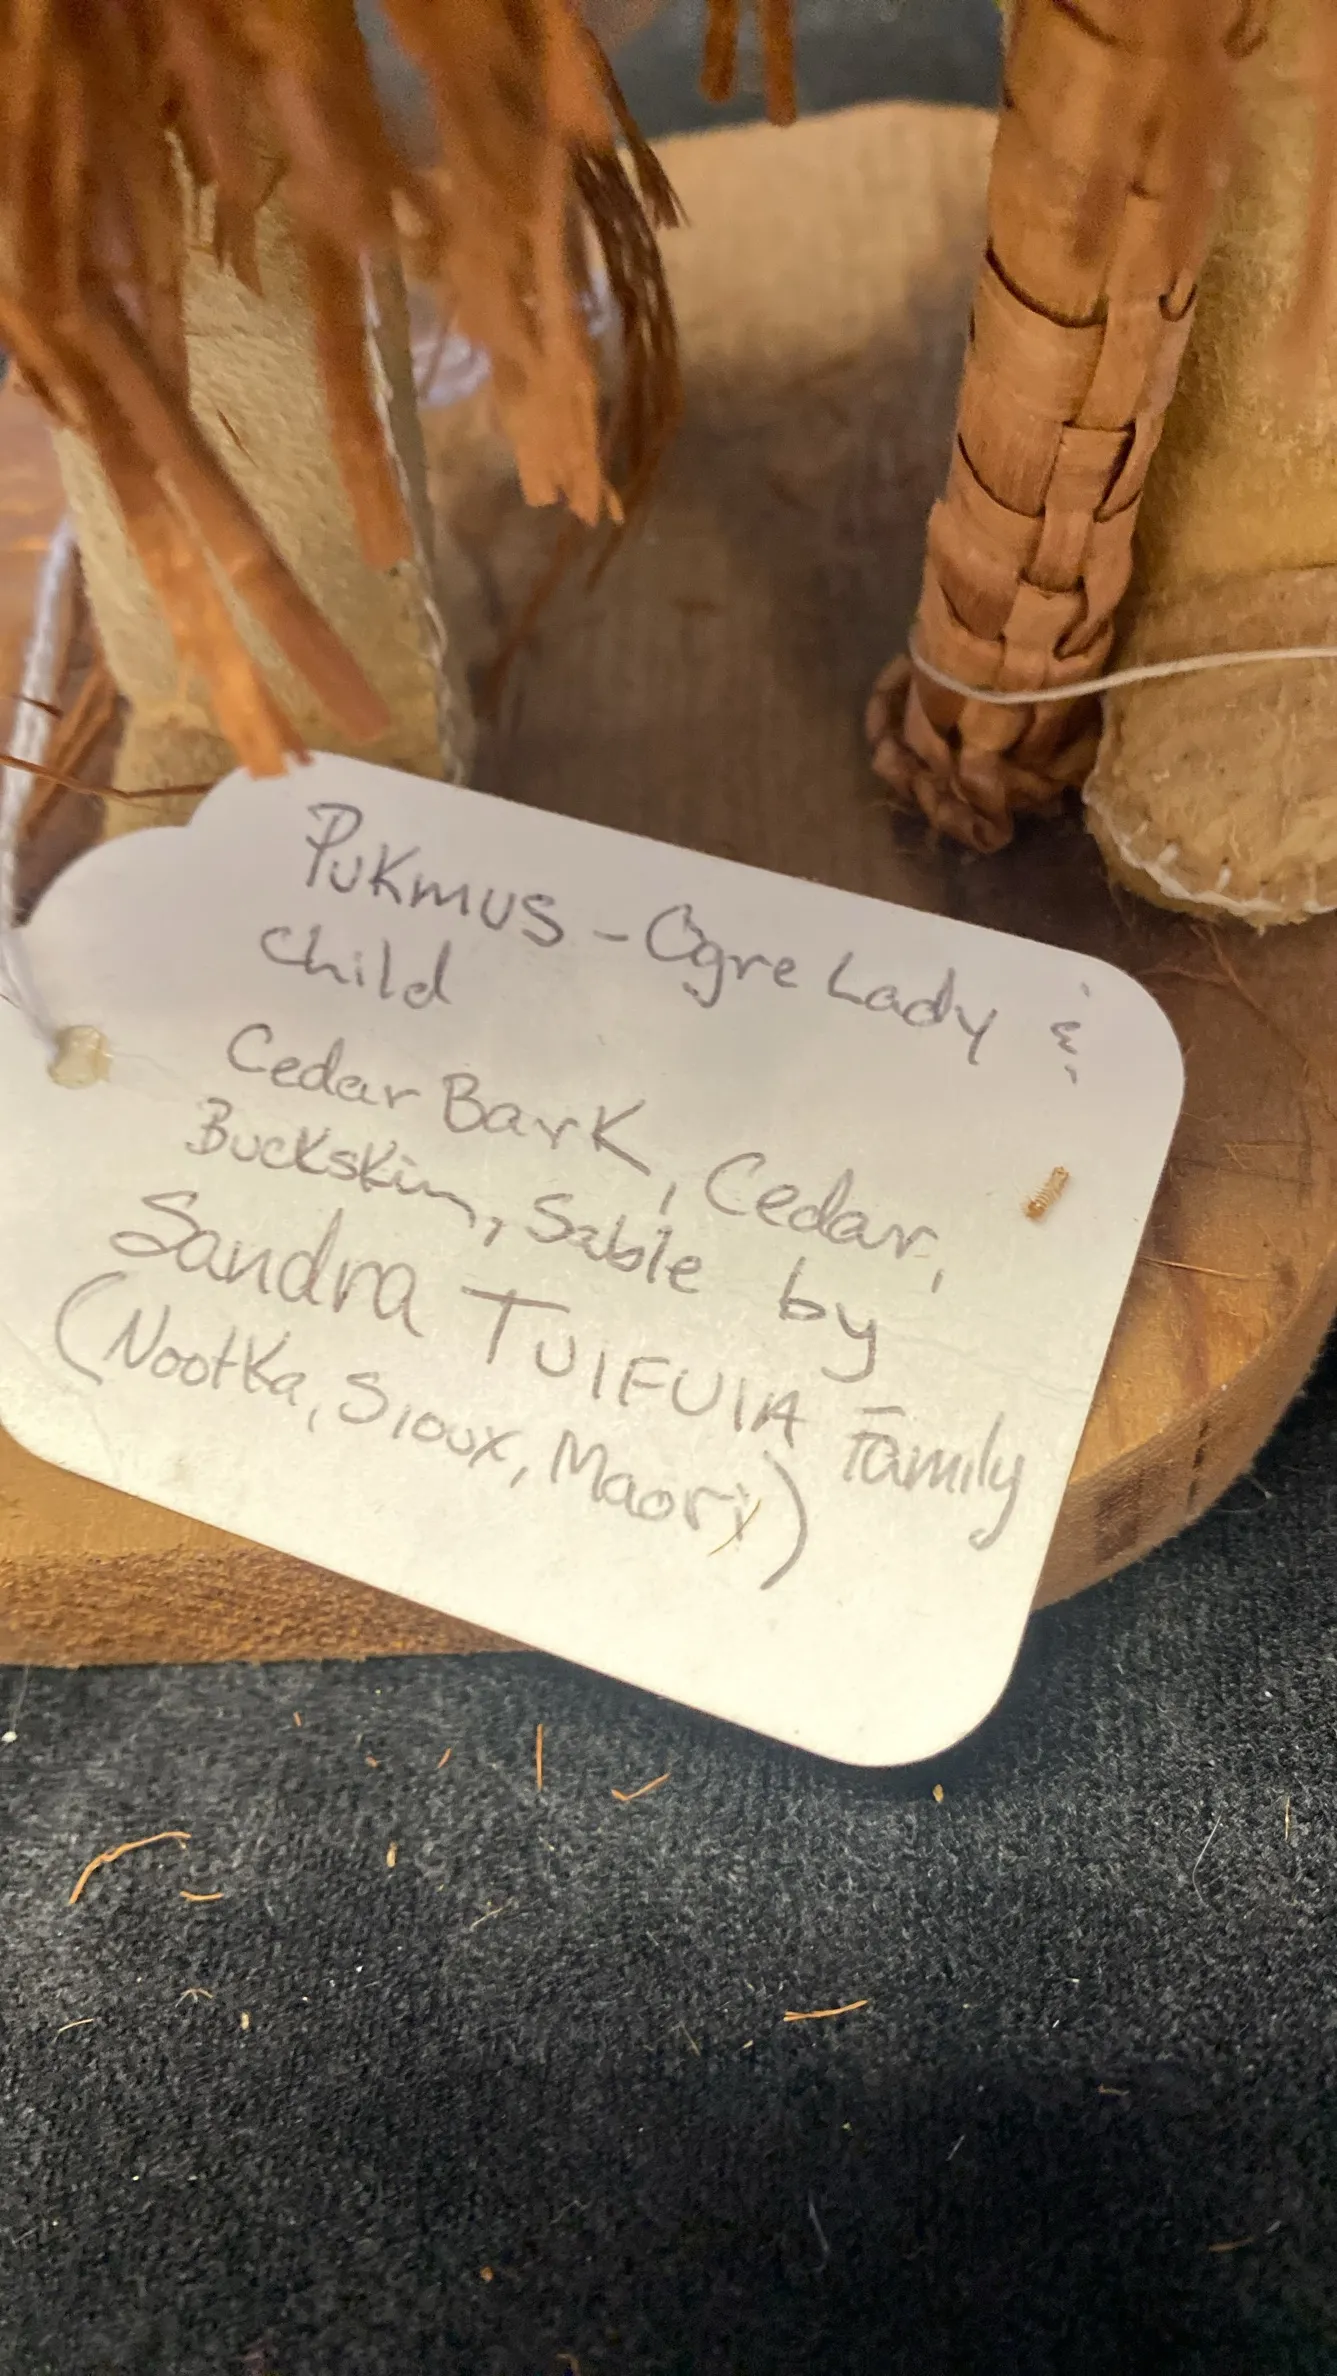 PUKMUS - Ogre Lady &
child
Cedar Bark, Cedar,
Buckskin, Sable by
Sandra TUIFUIA Family
(Nootka, Sioux, Maori)